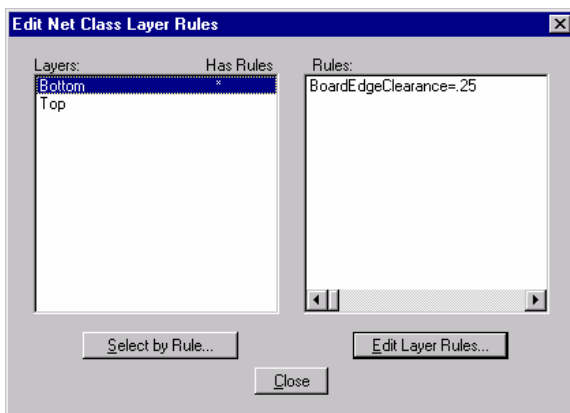 Edit Net Class Layer Rules
Layers: Has Rules Rules:
Bottom * BoardEdgeClearance=.25
Top
Select by Rule... Edit Layer Rules...
Close